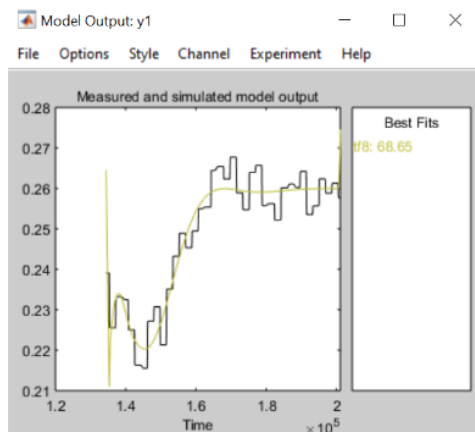 Model Output: y1
File Options Style Channel Experiment Help
Measured and simulated model output
Best Fits
tf8: 68.65
0.28
0.27
0.26
0.25
0.24
0.23
0.22
0.21
1.2 1.4 1.6 1.8 2
Time
×10⁵